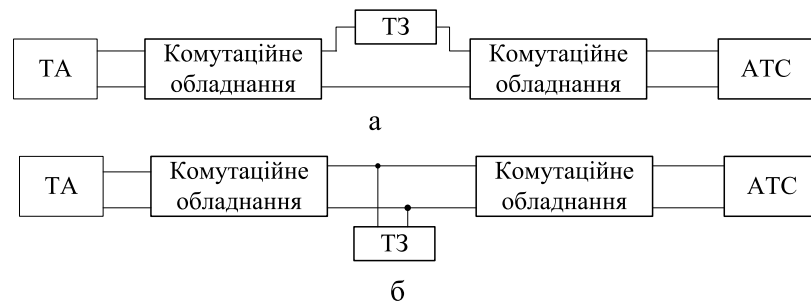 ТЗ
ТА
Комутаційне
обладнання
Комутаційне
обладнання
АТС
а
ТА
Комутаційне
обладнання
Комутаційне
обладнання
АТС
ТЗ
б